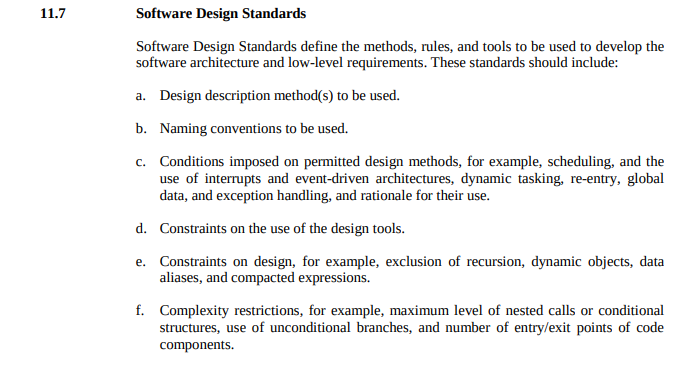 11.7 Software Design Standards
Software Design Standards define the methods, rules, and tools to be used to develop the
software architecture and low-level requirements. These standards should include:
a. Design description method(s) to be used.
b. Naming conventions to be used.
c. Conditions imposed on permitted design methods, for example, scheduling, and the
use of interrupts and event-driven architectures, dynamic tasking, re-entry, global
data, and exception handling, and rationale for their use.
d. Constraints on the use of the design tools.
e. Constraints on design, for example, exclusion of recursion, dynamic objects, data
aliases, and compacted expressions.
f. Complexity restrictions, for example, maximum level of nested calls or conditional
structures, use of unconditional branches, and number of entry/exit points of code
components.